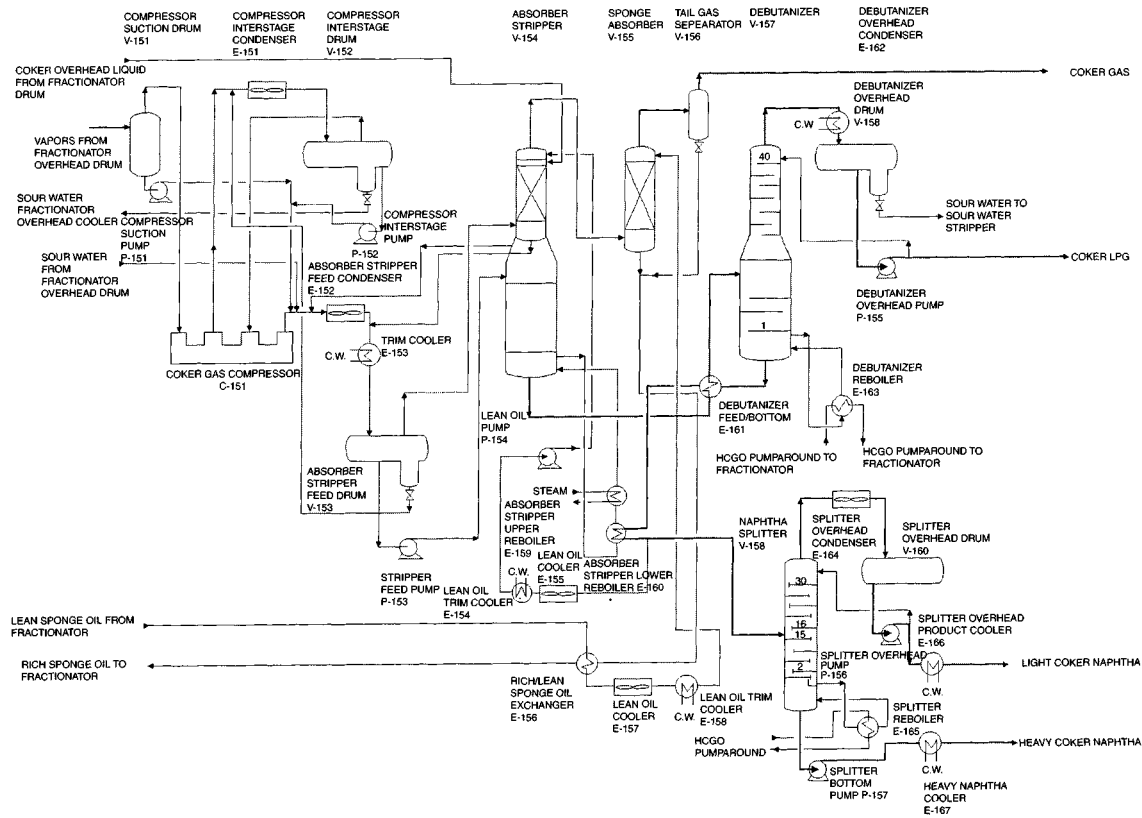 COMPRESSOR
SUCTION DRUM
V-151
COMPRESSOR
INTERSTAGE
CONDENSER
E-151
COMPRESSOR
INTERSTAGE
DRUM
V-152
ABSORBER
STRIPPER
V-154
SPONGE
ABSORBER
V-155
TAIL GAS
SEPERATOR
V-156
DEBUTANIZER
V-157
DEBUTANIZER
OVERHEAD
CONDENSER
E-162
COKER OVERHEAD LIQUID
FROM FRACTIONATOR
DRUM
COKER GAS
DEBUTANIZER
OVERHEAD
DRUM
V-158
C.W
VAPORS FROM
FRACTIONATOR
OVERHEAD DRUM
40
SOUR WATER
FRACTIONATOR
OVERHEAD COOLER
COMPRESSOR
SUCTION
PUMP
P-151
COMPRESSOR
INTERSTAGE
PUMP
P-152
SOUR WATER TO
SOUR WATER
STRIPPER
SOUR WATER
FROM
FRACTIONATOR
OVERHEAD DRUM
ABSORBER STRIPPER
FEED CONDENSER
E-152
COKER LPG
DEBUTANIZER
OVERHEAD PUMP
P-155
1
TRIM COOLER
E-153
C.W.
COKER GAS COMPRESSOR
C-151
DEBUTANIZER
REBOILER
E-163
DEBUTANIZER
FEED/BOTTOM
E-161
LEAN OIL
PUMP
P-154
HCGO PUMPAROUND TO
FRACTIONATOR
HCGO PUMPAROUND TO
FRACTIONATOR
ABSORBER
STRIPPER
FEED DRUM
V-153
STEAM
ABSORBER
STRIPPER
UPPER
REBOILER
E-159
NAPHTHA
SPLITTER
V-158
SPLITTER
OVERHEAD
CONDENSER
E-164
SPLITTER
OVERHEAD DRUM
V-160
LEAN OIL
COOLER
E-155
C.W.
ABSORBER
STRIPPER LOWER
REBOILER E-160
STRIPPER
FEED PUMP
P-153
LEAN OIL
TRIM COOLER
E-154
30
16
15
2
LEAN SPONGE OIL FROM
FRACTIONATOR
SPLITTER OVERHEAD
PRODUCT COOLER
E-166
SPLITTER OVERHEAD
PUMP
P-156
RICH SPONGE OIL TO
FRACTIONATOR
LIGHT COKER NAPHTHA
C.W.
RICH/LEAN
SPONGE OIL
EXCHANGER
E-156
LEAN OIL
COOLER
E-157
LEAN OIL TRIM
COOLER
E-158
C.W.
SPLITTER
REBOILER
E-165
HCGO
PUMPAROUND
HEAVY COKER NAPHTHA
C.W.
SPLITTER
BOTTOM
PUMP P-157
HEAVY NAPHTHA
COOLER
E-167